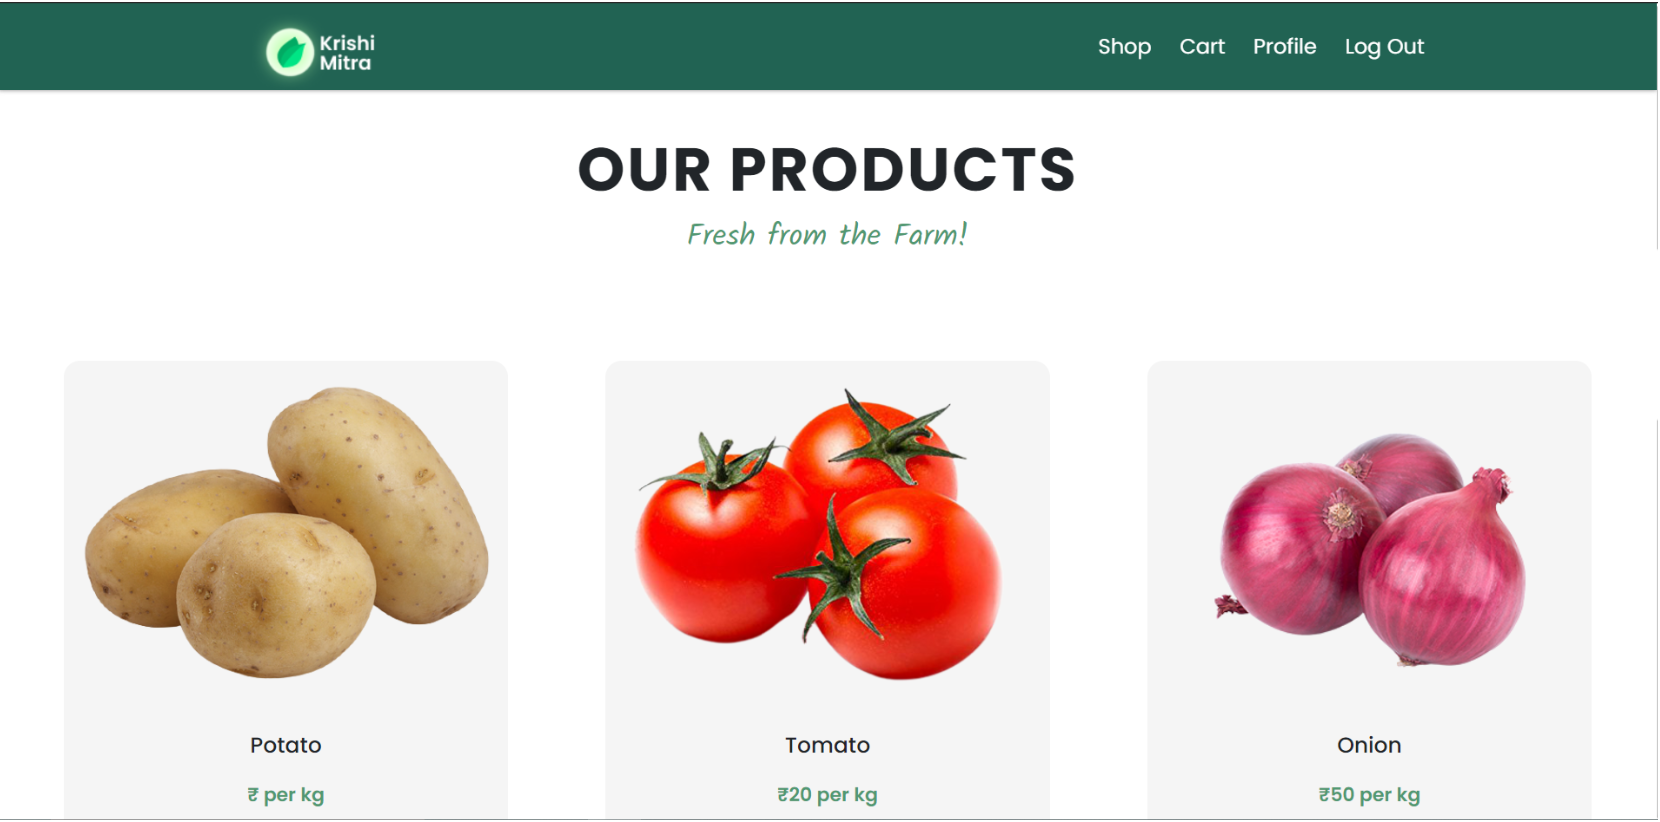 Krishi
Mitra
Shop Cart Profile Log Out
OUR PRODUCTS
Fresh from the Farm!
Potato Tomato Onion
₹ per kg ₹20 per kg ₹50 per kg